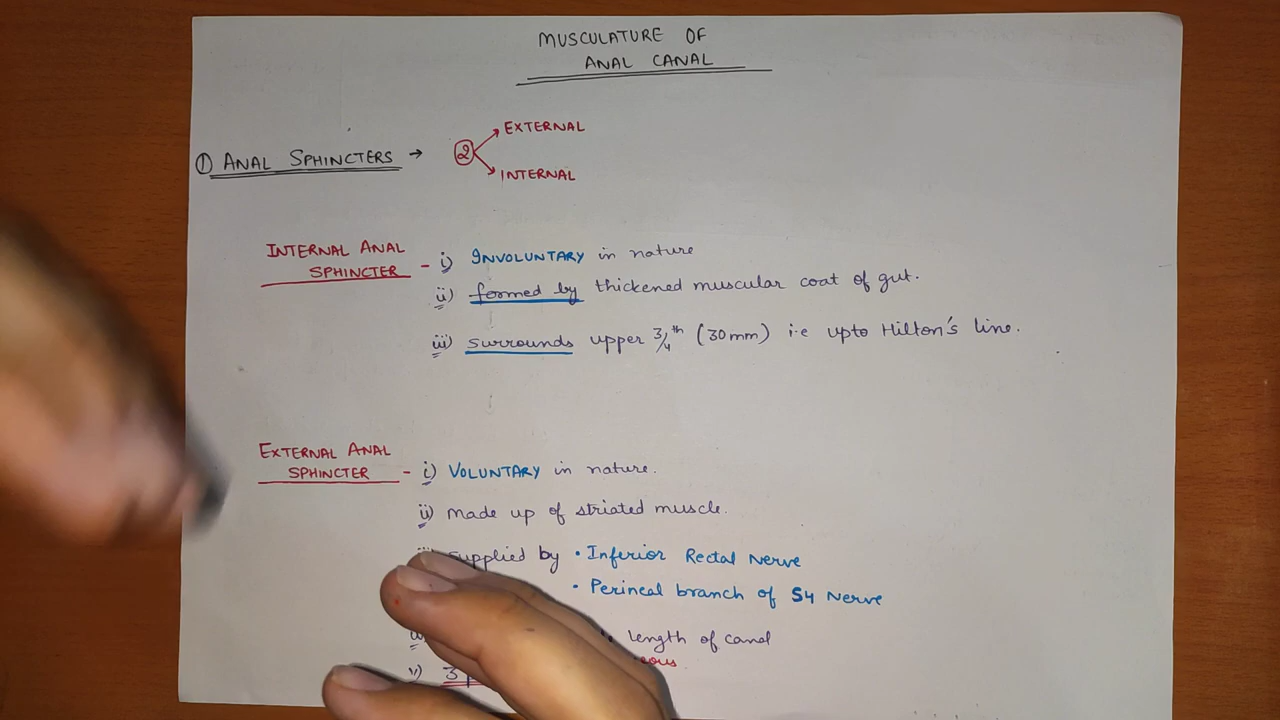 MUSCULATURE OF
ANAL CANAL
① ANAL SPHINCTERS → ② EXTERNAL
INTERNAL
INTERNAL ANAL
SPHINCTER - i) INVOLUNTARY in nature
ii) formed by thickened muscular coat of gut.
iii) surrounds upper 3/4th (30mm) i.e upto Hilton's line.
EXTERNAL ANAL
SPHINCTER - i) VOLUNTARY in nature.
ii) made up of striated muscle.
supplied by • Inferior Rectal Nerve
• Perineal branch of S4 Nerve
length of canal
v) 3